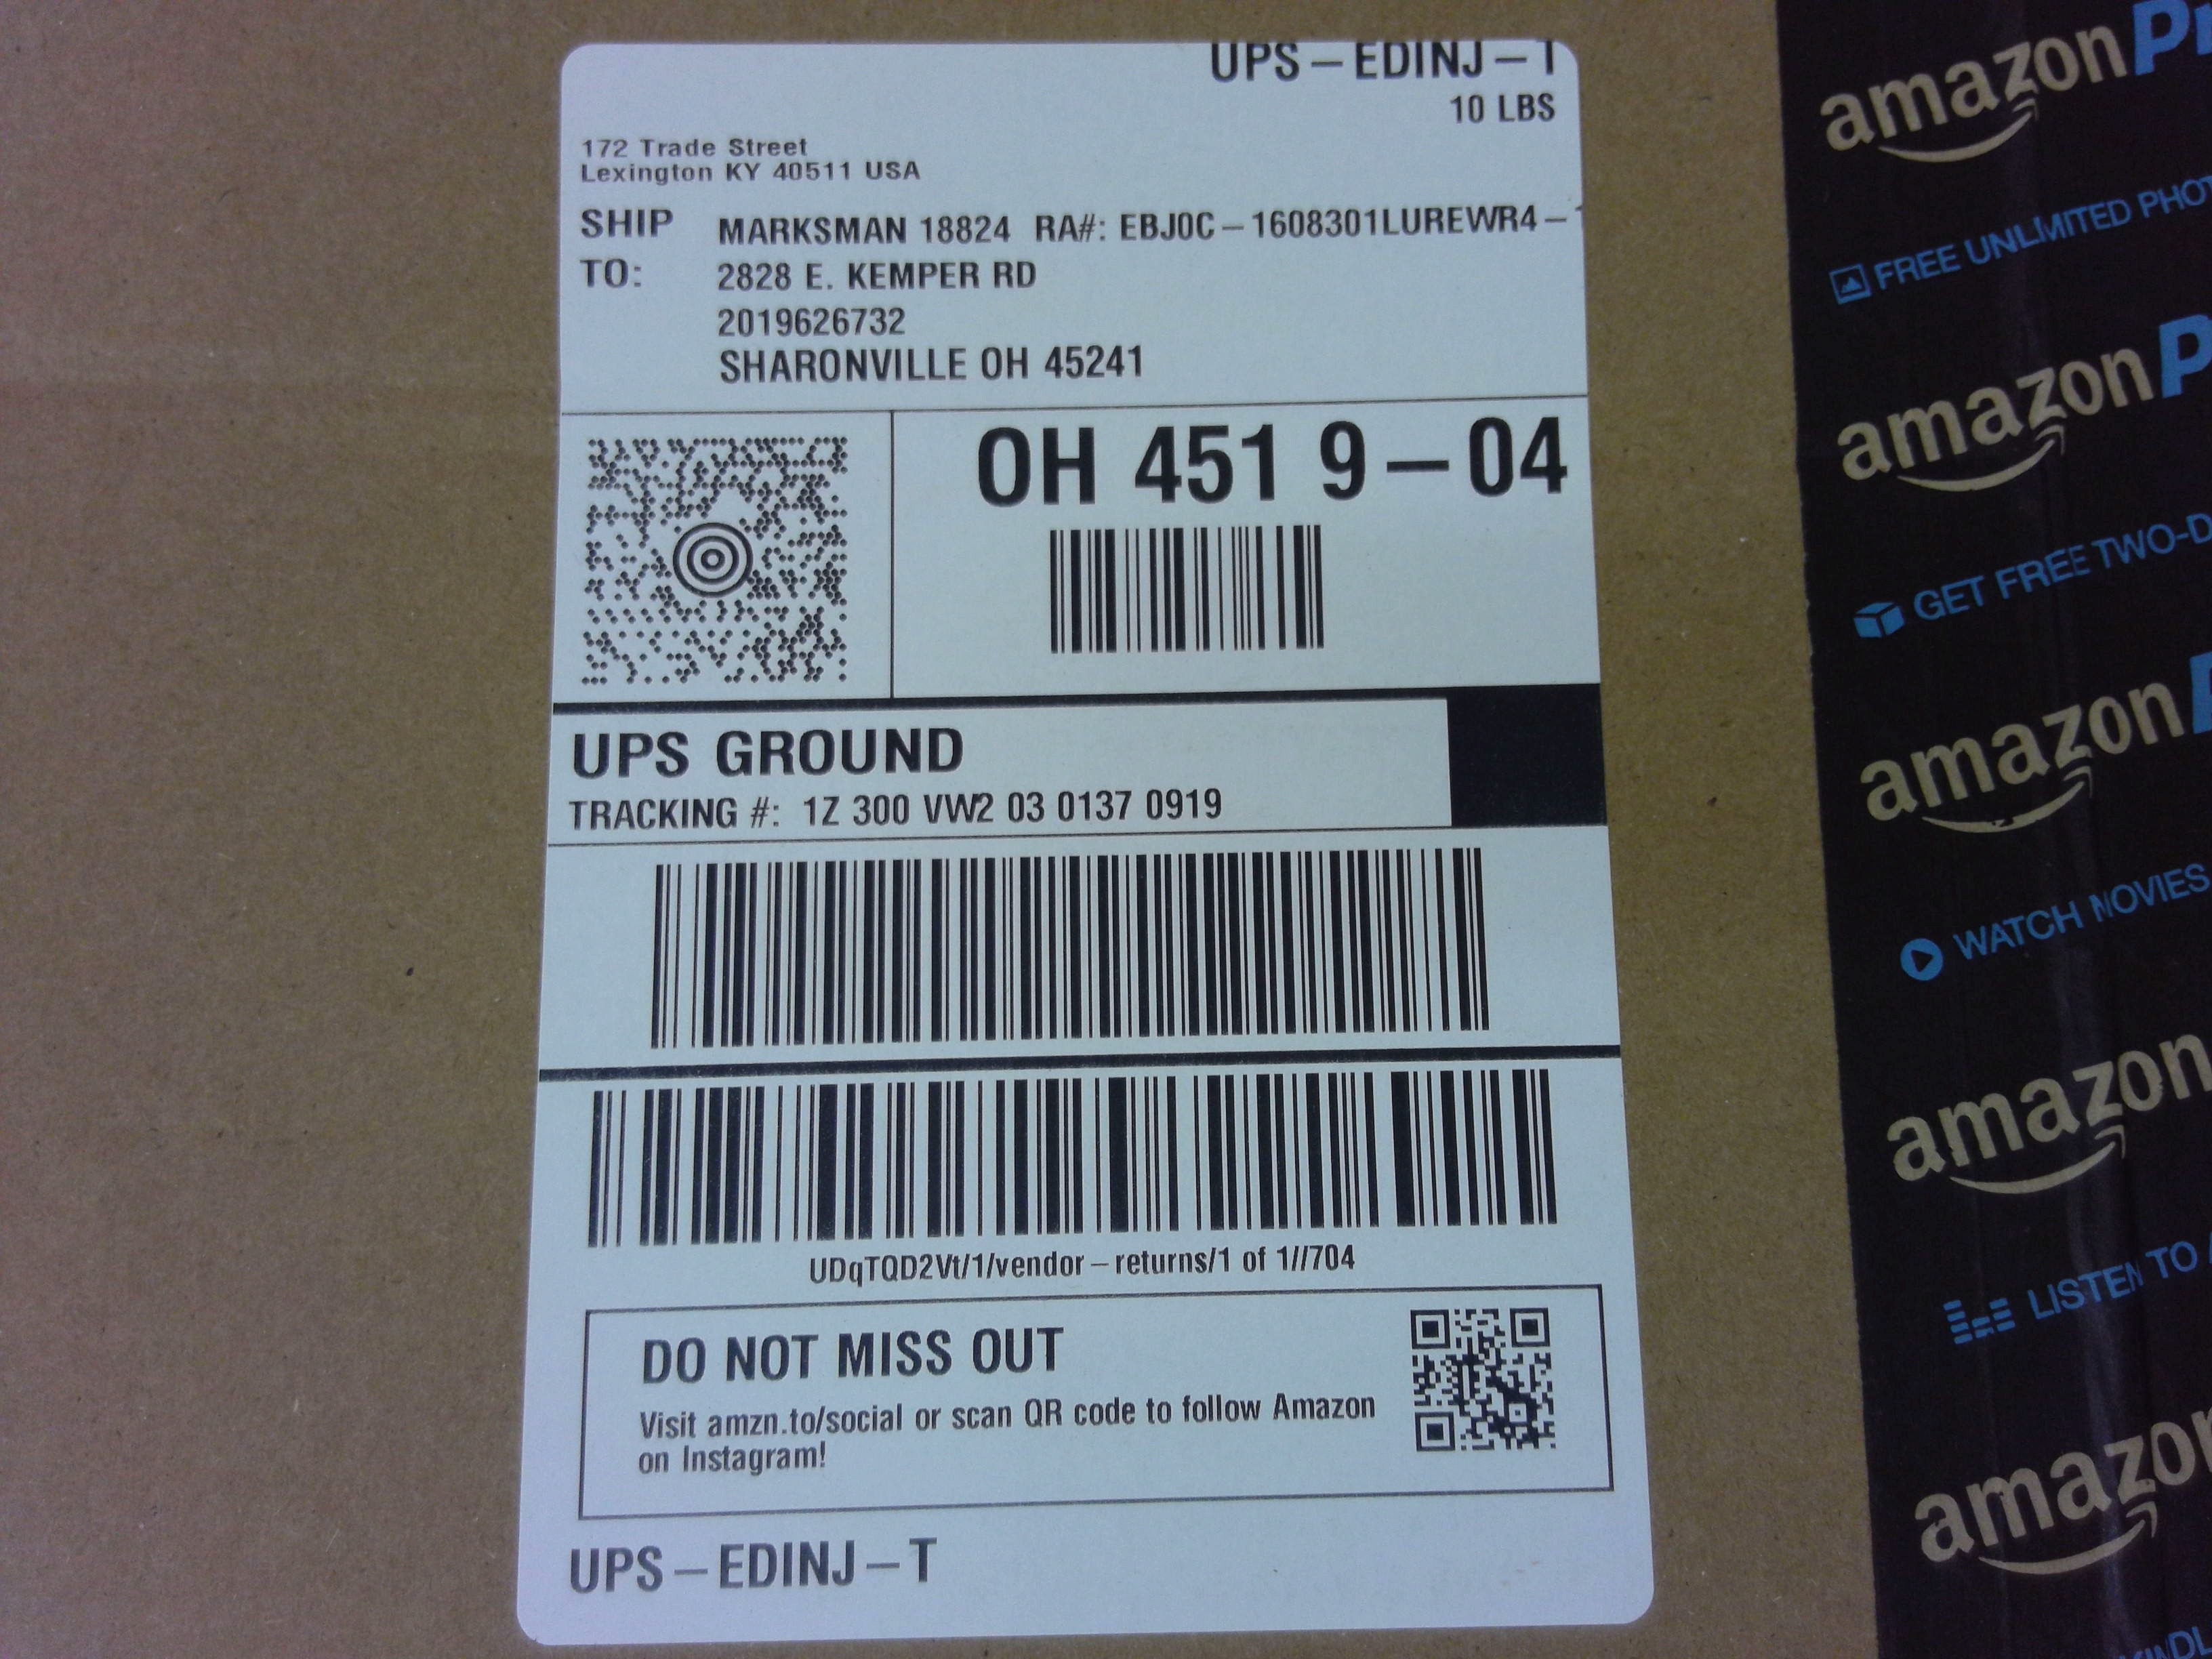 UPS – EDINJ – T
10 LBS
172 Trade Street
Lexington KY 40511 USA
SHIP TO:
MARKSMAN 18824 RA#: EBJ0C – 1608301LUREWR4 –
2828 E. KEMPER RD
2019626732
SHARONVILLE OH 45241
OH 451 9 – 04
UPS GROUND
TRACKING #: 1Z 300 VW2 03 0137 0919
UDqTQD2Vt/1/vendor – returns/1 of 1//704
DO NOT MISS OUT
Visit amzn.to/social or scan QR code to follow Amazon
on Instagram!
UPS – EDINJ – T
amazon
FREE UNLIMITED
amazon
GET FREE
amazon
WATCH MOVIES
amazon
LISTEN TO
amazon